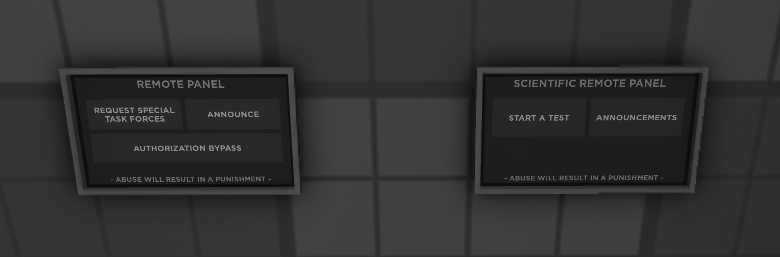 REMOTE PANEL
REQUEST SPECIAL
TASK FORCES
ANNOUNCE
AUTHORIZATION BYPASS
- ABUSE WILL RESULT IN A PUNISHMENT -
SCIENTIFIC REMOTE PANEL
START A TEST
ANNOUNCEMENTS
- ABUSE WILL RESULT IN A PUNISHMENT -